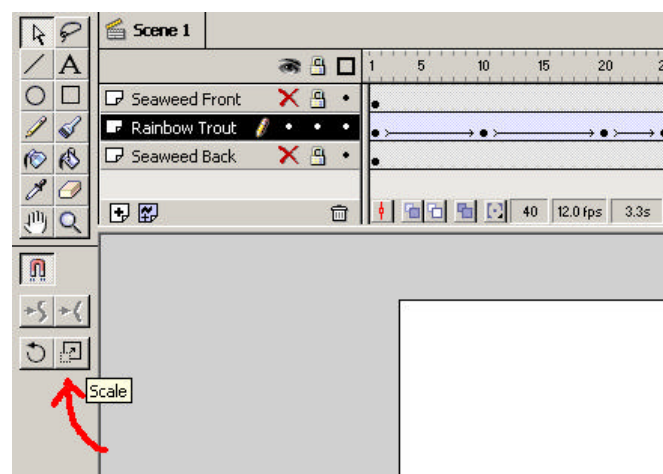 Scene 1
A
1 5 10 15 20 2
Seaweed Front
Rainbow Trout
Seaweed Back
40 12.0 fps 3.3s
Scale